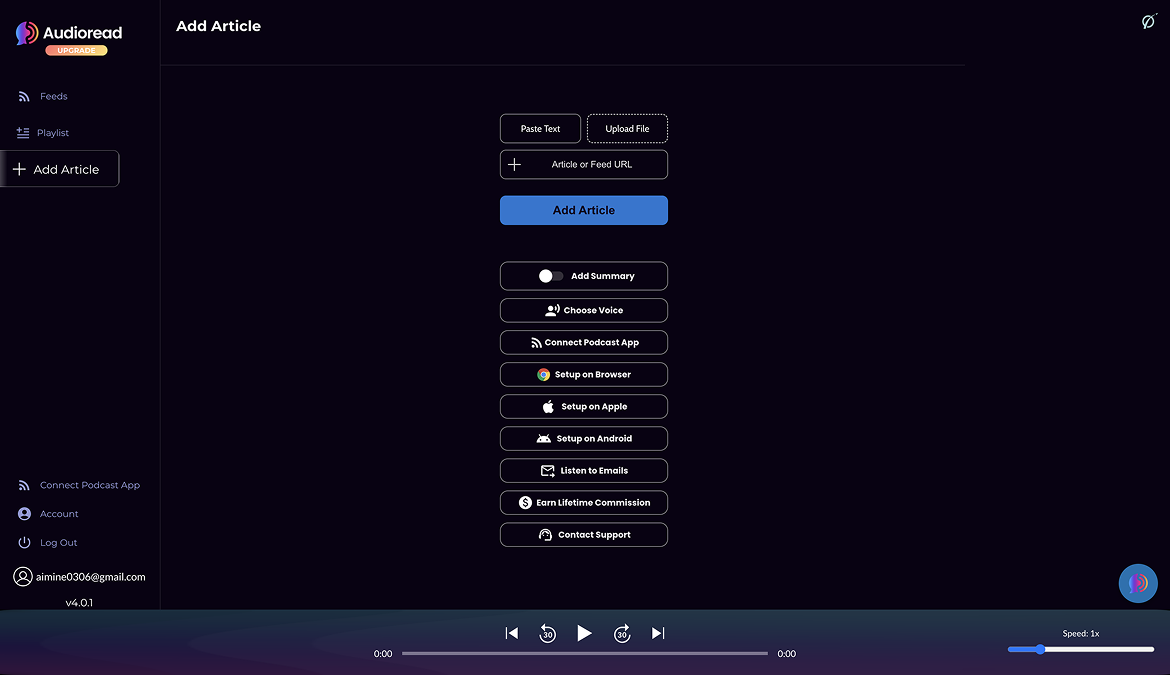 Audioread
UPGRADE
Feeds
Playlist
Add Article
Connect Podcast App
Account
Log Out
aimine0306@gmail.com
v4.0.1
Add Article
Paste Text
Upload File
Article or Feed URL
Add Article
Add Summary
Choose Voice
Connect Podcast App
Setup on Browser
Setup on Apple
Setup on Android
Listen to Emails
Earn Lifetime Commission
Contact Support
30
30
0:00
0:00
Speed: 1x